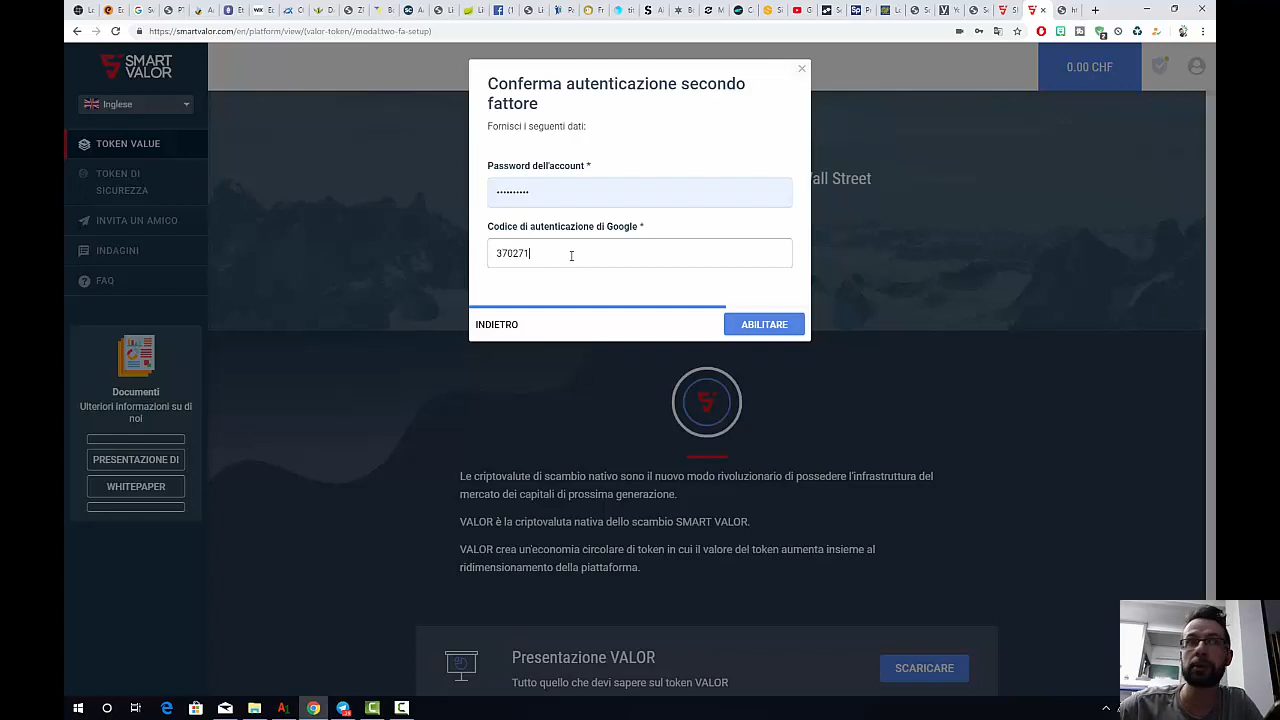 https://smartvalor.com/en/platform/view/(valor-token//modal:two-fa-setup)
SMART
VALOR
0.00 CHF
Inglese
TOKEN VALUE
TOKEN DI
SICUREZZA
INVITA UN AMICO
INDAGINI
FAQ
Documenti
Ulteriori informazioni su di
noi
PRESENTAZIONE DI
WHITEPAPER
Conferma autenticazione secondo
fattore
Fornisci i seguenti dati:
Password dell'account *
••••••••••
Codice di autenticazione di Google *
370271
INDIETRO
ABILITARE
all Street
Le criptovalute di scambio nativo sono il nuovo modo rivoluzionario di possedere l'infrastruttura del
mercato dei capitali di prossima generazione.
VALOR è la criptovaluta nativa dello scambio SMART VALOR.
VALOR crea un'economia circolare di token in cui il valore del token aumenta insieme al
ridimensionamento della piattaforma.
Presentazione VALOR
Tutto quello che devi sapere sul token VALOR
SCARICARE